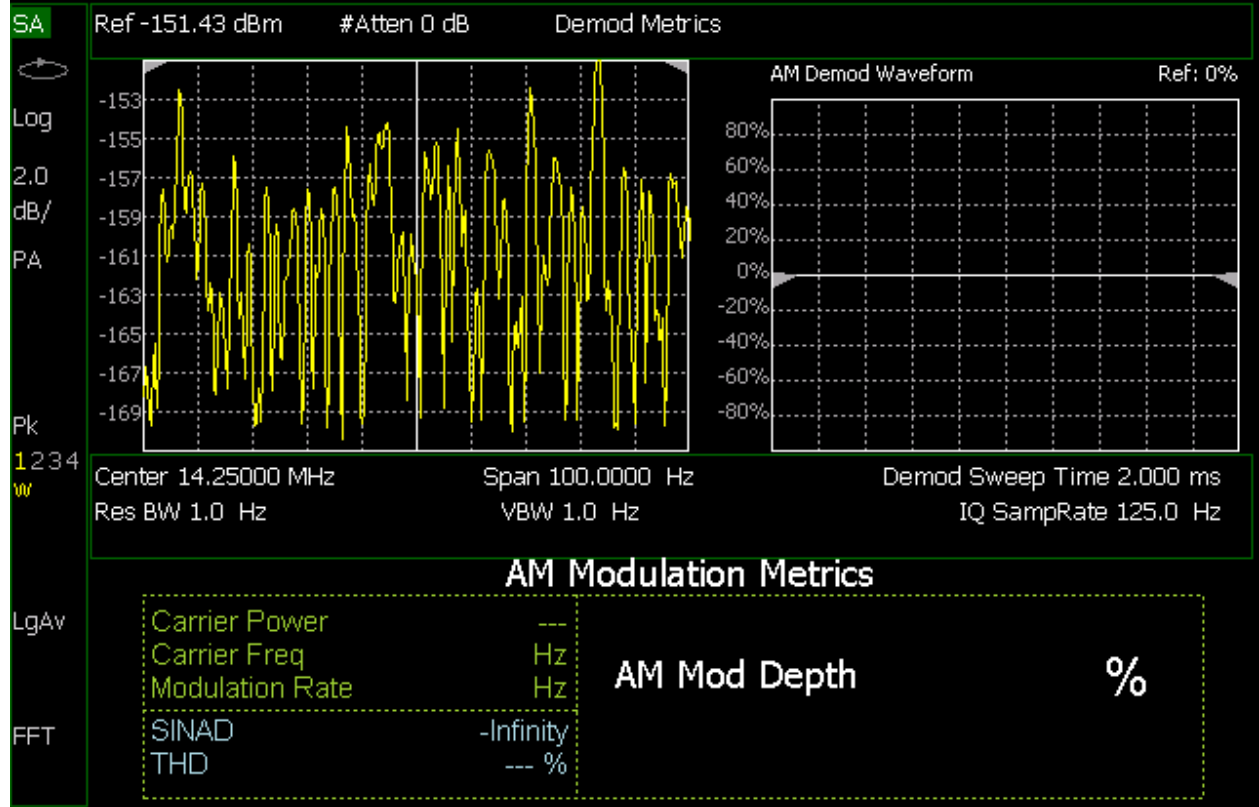 SA
Ref -151.43 dBm #Atten 0 dB Demod Metrics
Log
2.0
dB/
PA
Pk
1234
W
LgAv
FFT
-153
-155
-157
-159
-161
-163
-165
-167
-169
AM Demod Waveform Ref: 0%
80%
60%
40%
20%
0%
-20%
-40%
-60%
-80%
Center 14.25000 MHz Span 100.0000 Hz Demod Sweep Time 2.000 ms
Res BW 1.0 Hz VBW 1.0 Hz IQ SampRate 125.0 Hz
AM Modulation Metrics
Carrier Power ---
Carrier Freq Hz
Modulation Rate Hz
SINAD -Infinity
THD --- %
AM Mod Depth %